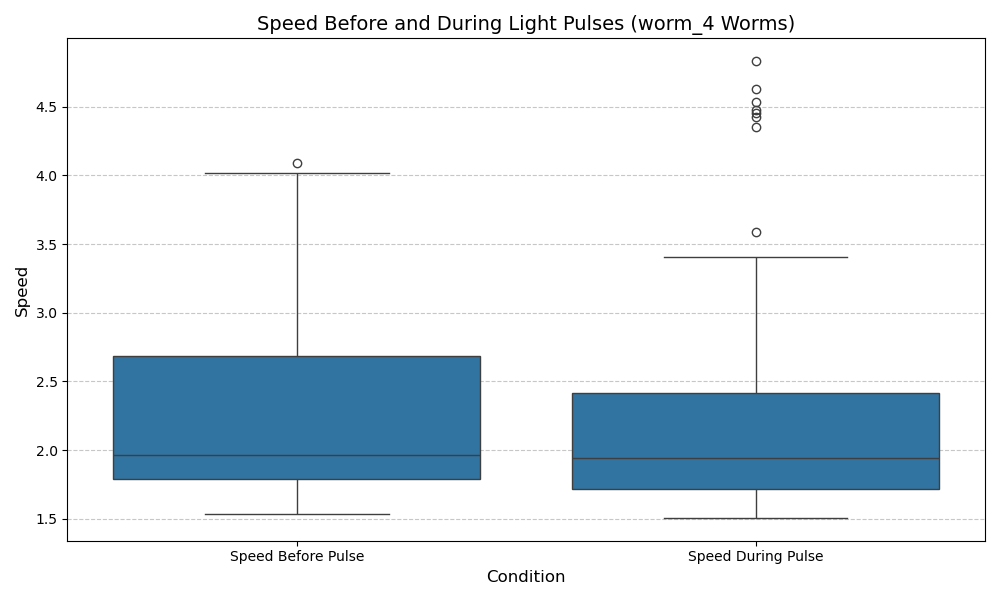 Speed Before and During Light Pulses (worm_4 Worms)
Speed
4.5
4.0
3.5
3.0
2.5
2.0
1.5
Speed Before Pulse
Speed During Pulse
Condition